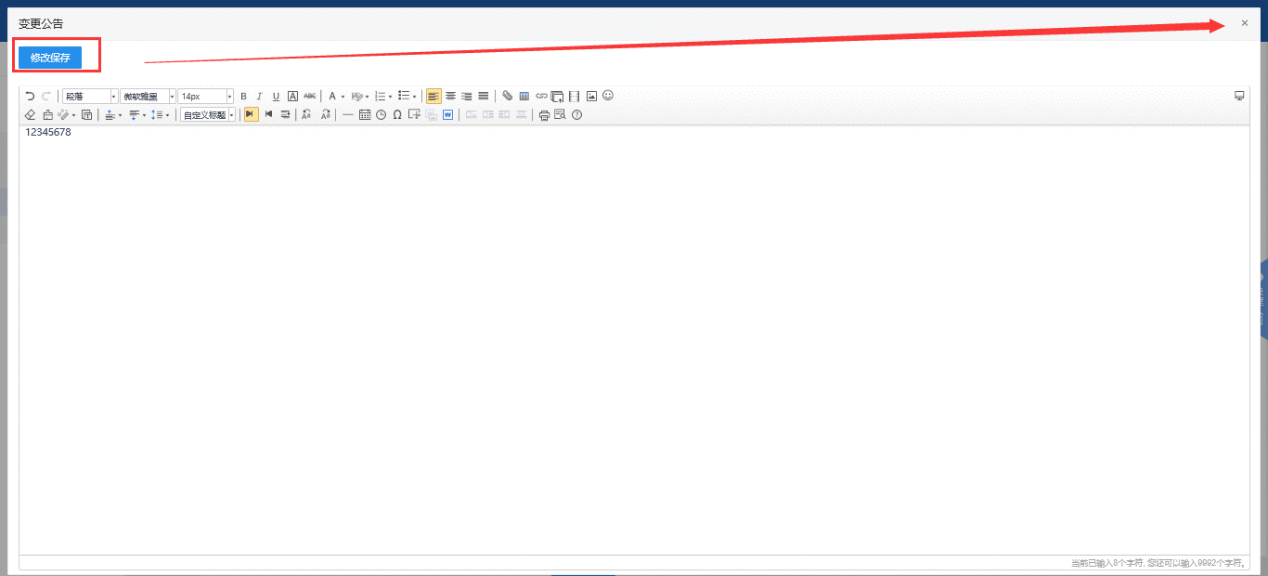 变更公告
修改保存
段落 微软雅黑 14px B I U A ABC A
自定义标题 Ω W
12345678
当前已输入8个字符, 您还可以输入9992个字符。